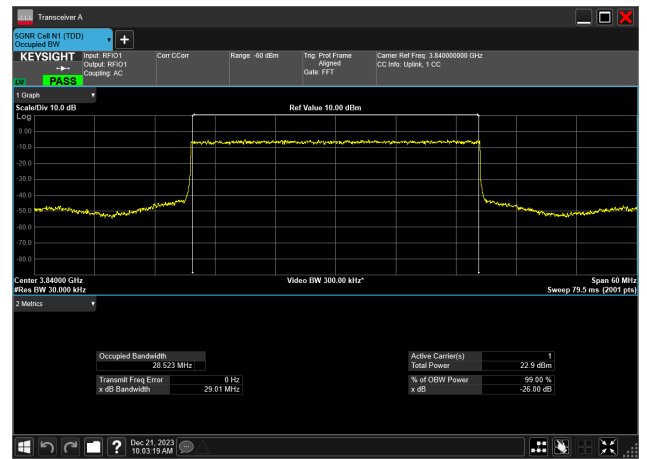 Transceiver A
5GNR Cell N1 (TDD)
Occupied BW
KEYSIGHT Input: RFIO1 Corr CCorr Range: -60 dBm Trig: Prot Frame Carrier Ref Freq: 3.840000000 GHz
Output: RFIO1 Aligned CC Info: Uplink, 1 CC
Coupling: AC Gate: FFT
LW PASS
1 Graph
Scale/Div 10.0 dB Ref Value 10.00 dBm
Log
0.00
-10.0
-20.0
-30.0
-40.0
-50.0
-60.0
-70.0
-80.0
Center 3.84000 GHz Video BW 300.00 kHz* Span 60 MHz
#Res BW 30.000 kHz Sweep 79.5 ms (2001 pts)
2 Metrics
Occupied Bandwidth Active Carrier(s) 1
28.523 MHz Total Power 22.9 dBm
Transmit Freq Error 0 Hz % of OBW Power 99.00 %
x dB Bandwidth 29.01 MHz x dB -26.00 dB
Dec 21, 2023
10:03:19 AM